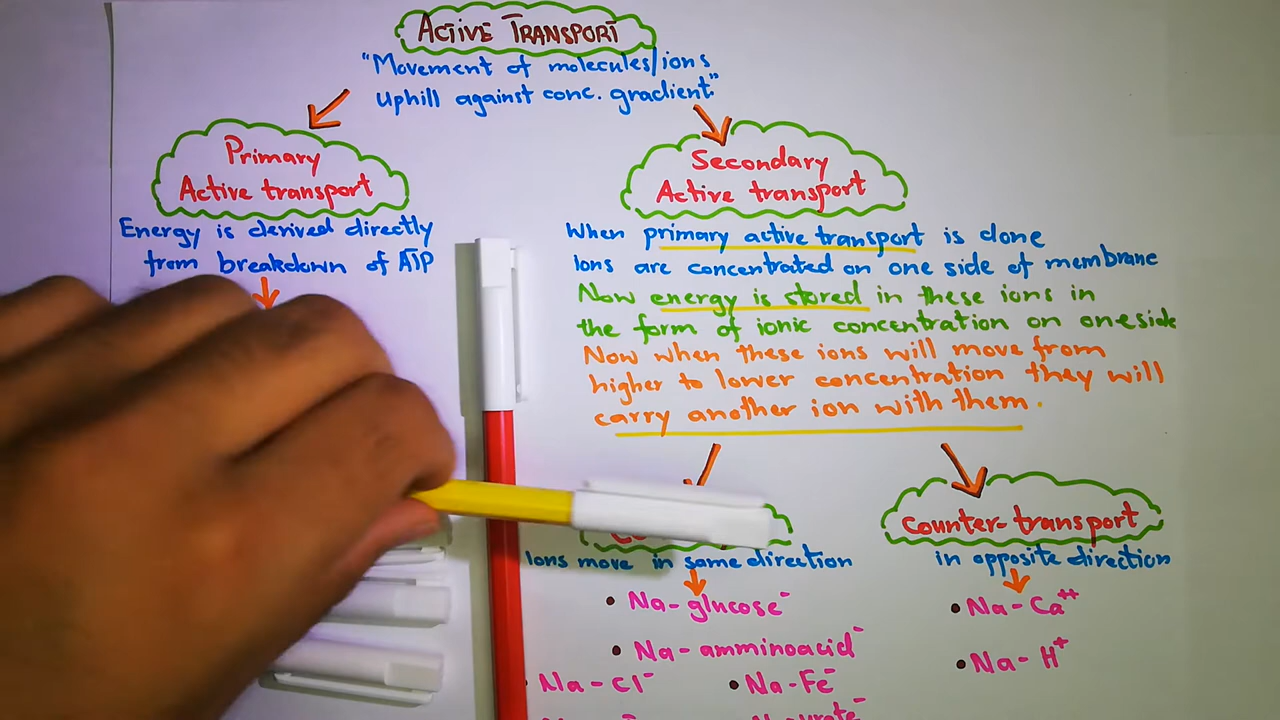 ACTIVE TRANSPORT
"Movement of molecules/ions
Uphill against conc. gradient"
Primary
Active transport
Energy is derived directly
from breakdown of ATP
Secondary
Active transport
When primary active transport is done
Ions are concentrated on one side of membrane
Now energy is stored in these ions in
the form of ionic concentration on oneside
Now when these ions will move from
higher to lower concentration they will
carry another ion with them.
Ions move in same direction
• Na-glucose⁻
• Na-amminoacid⁻
• Na-Cl⁻
• Na-Fe⁻
Counter-transport
in opposite direction
• Na-Ca⁺⁺
• Na-H⁺